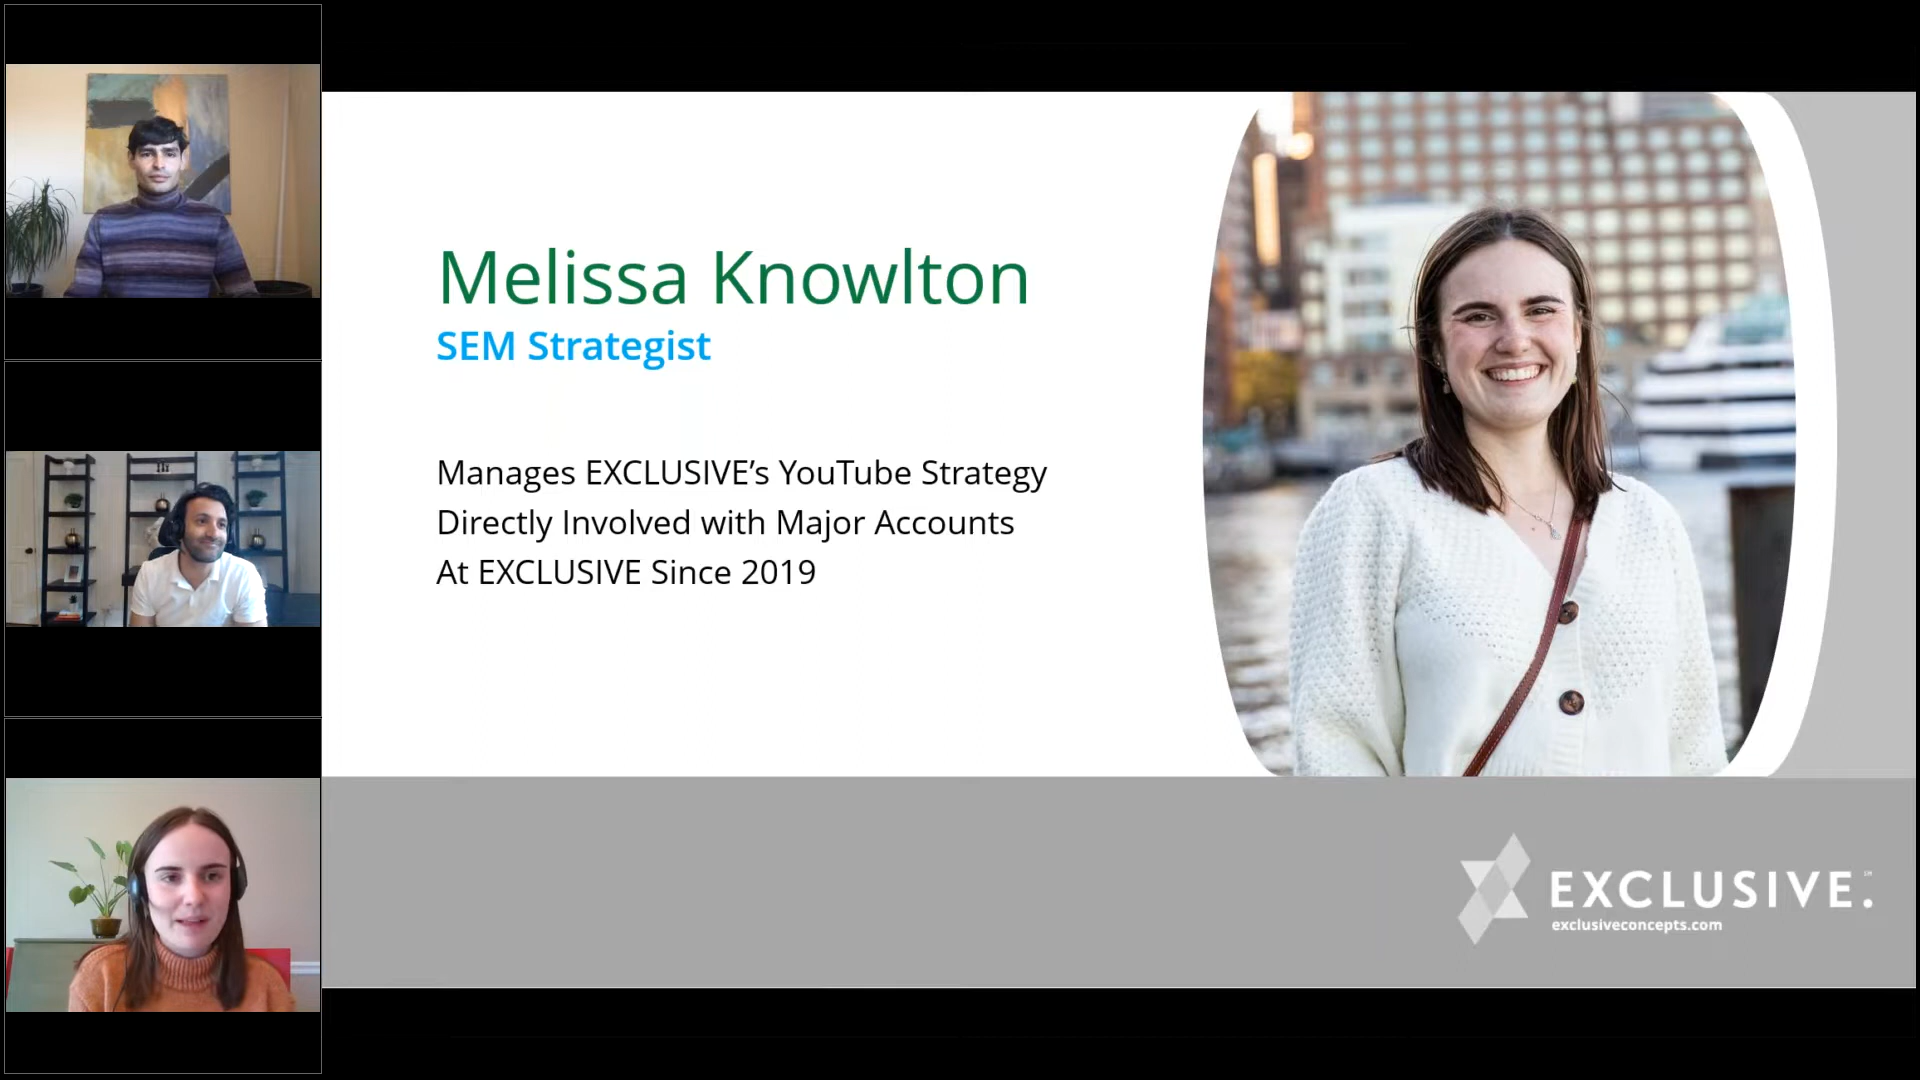 Melissa Knowlton
SEM Strategist
Manages EXCLUSIVE’s YouTube Strategy
Directly Involved with Major Accounts
At EXCLUSIVE Since 2019
EXCLUSIVE.℠
exclusiveconcepts.com